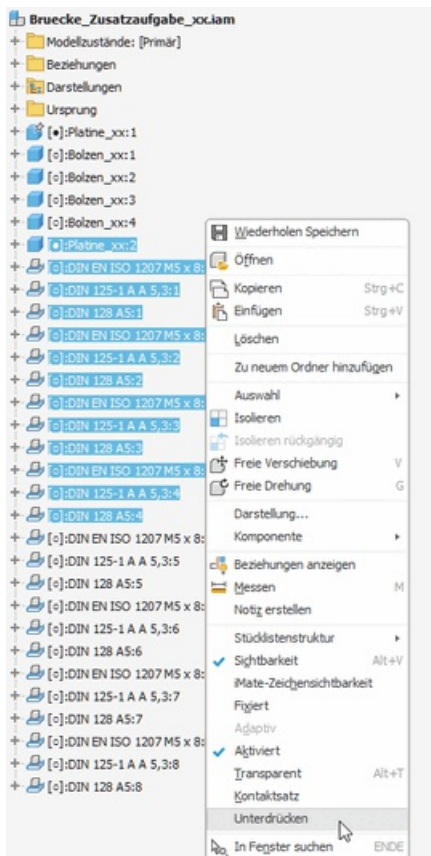 Bruecke_Zusatzaufgabe_xx.iam
Modellzustände: [Primär]
Beziehungen
Darstellungen
Ursprung
[●]:Platine_xx:1
[○]:Bolzen_xx:1
[○]:Bolzen_xx:2
[○]:Bolzen_xx:3
[○]:Bolzen_xx:4
[○]:Platine_xx:2
[○]:DIN EN ISO 1207 M5 x 8:
[○]:DIN 125-1 A A 5,3:1
[○]:DIN 128 A5:1
[○]:DIN EN ISO 1207 M5 x 8:
[○]:DIN 125-1 A A 5,3:2
[○]:DIN 128 A5:2
[○]:DIN EN ISO 1207 M5 x 8:
[○]:DIN 125-1 A A 5,3:3
[○]:DIN 128 A5:3
[○]:DIN EN ISO 1207 M5 x 8:
[○]:DIN 125-1 A A 5,3:4
[○]:DIN 128 A5:4
[○]:DIN EN ISO 1207 M5 x 8:
[○]:DIN 125-1 A A 5,3:5
[○]:DIN 128 A5:5
[○]:DIN EN ISO 1207 M5 x 8:
[○]:DIN 125-1 A A 5,3:6
[○]:DIN 128 A5:6
[○]:DIN EN ISO 1207 M5 x 8:
[○]:DIN 125-1 A A 5,3:7
[○]:DIN 128 A5:7
[○]:DIN EN ISO 1207 M5 x 8:
[○]:DIN 125-1 A A 5,3:8
[○]:DIN 128 A5:8
Wiederholen Speichern
Öffnen
Kopieren Strg+C
Einfügen Strg+V
Löschen
Zu neuem Ordner hinzufügen
Auswahl
Isolieren
Isolieren rückgängig
Freie Verschiebung V
Freie Drehung G
Darstellung...
Komponente
Beziehungen anzeigen
Messen M
Notiz erstellen
Stücklistenstruktur
Sichtbarkeit Alt+V
iMate-Zeichensichtbarkeit
Fixiert
Adaptiv
Aktiviert
Transparent Alt+T
Kontaktsatz
Unterdrücken
In Fenster suchen ENDE